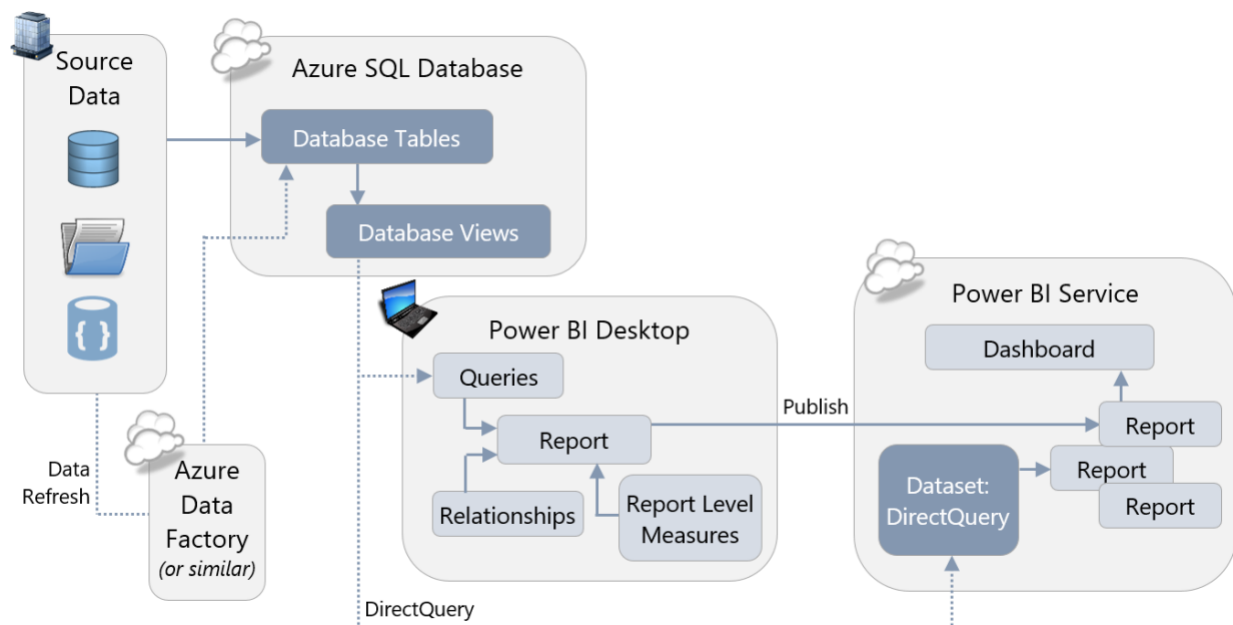 Source
Data
Azure SQL Database
Database Tables
Database Views
{ }
Data
Refresh
Azure
Data
Factory
(or similar)
Power BI Desktop
Queries
Report
Relationships
Report Level
Measures
DirectQuery
Publish
Power BI Service
Dashboard
Report
Report
Report
Dataset:
DirectQuery